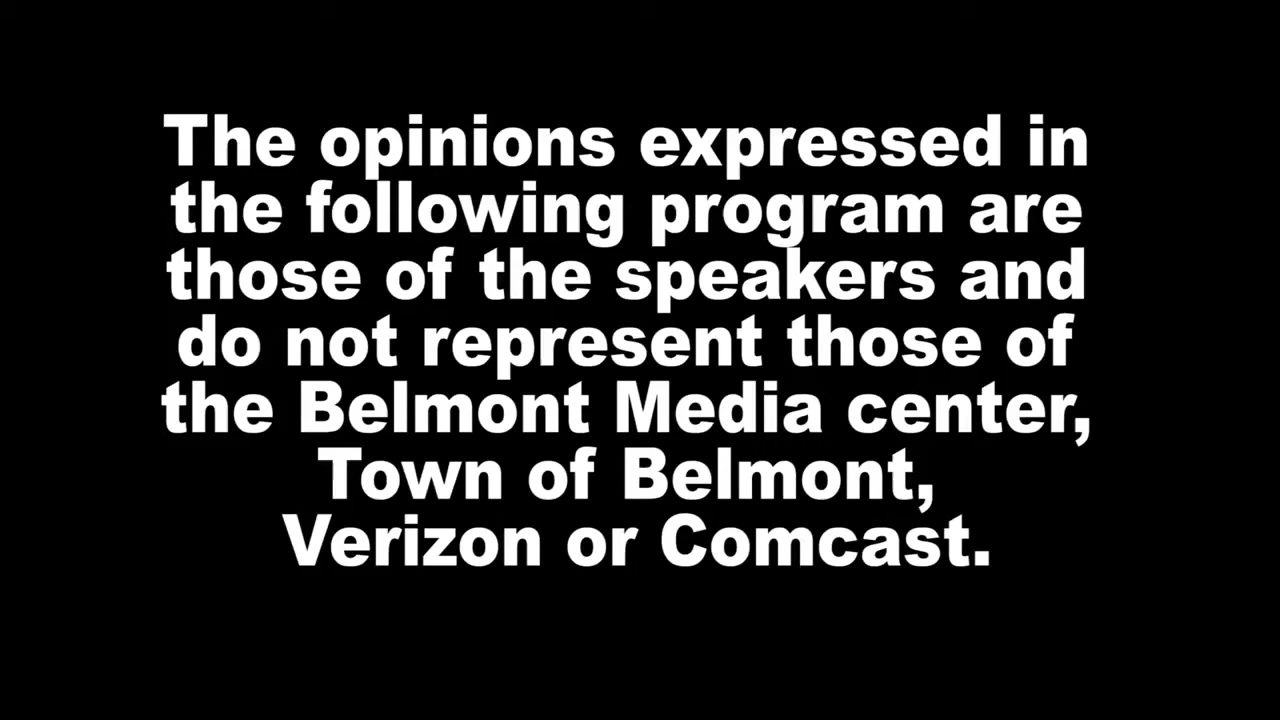 The opinions expressed in
the following program are
those of the speakers and
do not represent those of
the Belmont Media center,
Town of Belmont,
Verizon or Comcast.